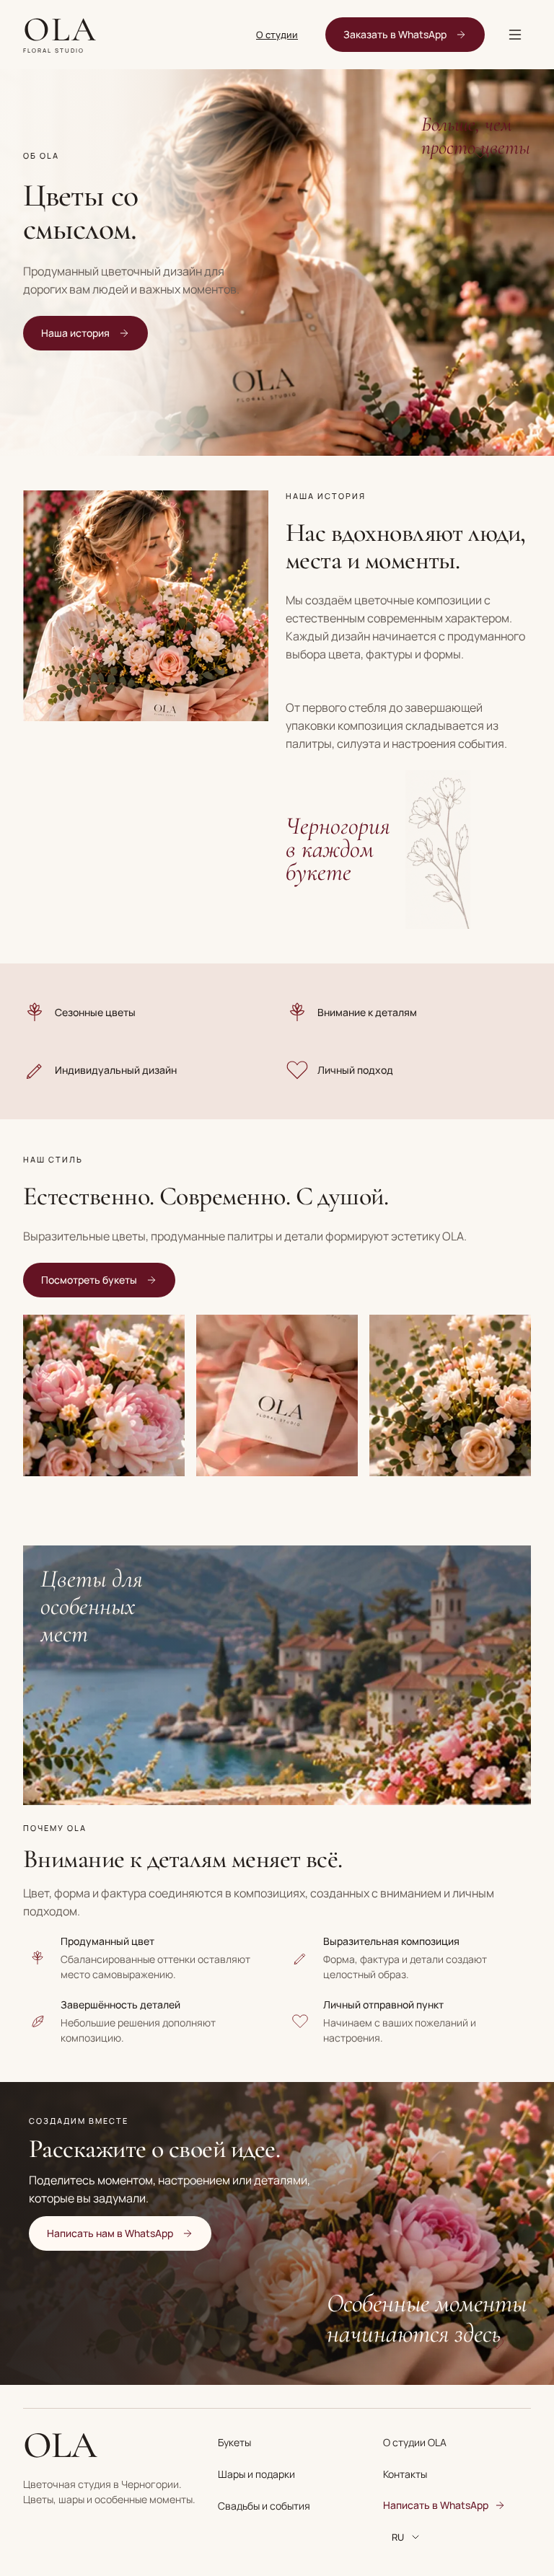 OLA
FLORAL STUDIO
О студии
Заказать в WhatsApp
Больше, чем
просто цветы
ОБ OLA
Цветы со
смыслом.
Продуманный цветочный дизайн для
дорогих вам людей и важных моментов.
Наша история
OLA
FLORAL STUDIO
НАША ИСТОРИЯ
Нас вдохновляют люди,
места и моменты.
Мы создаём цветочные композиции с
естественным современным характером.
Каждый дизайн начинается с продуманного
выбора цвета, фактуры и формы.
OLA
От первого стебля до завершающей
упаковки композиция складывается из
палитры, силуэта и настроения события.
Черногория
в каждом
букете
Сезонные цветы
Внимание к деталям
Индивидуальный дизайн
Личный подход
НАШ СТИЛЬ
Естественно. Современно. С душой.
Выразительные цветы, продуманные палитры и детали формируют эстетику OLA.
Посмотреть букеты
OLA
FLORAL STUDIO
Цветы для
особенных
мест
ПОЧЕМУ OLA
Внимание к деталям меняет всё.
Цвет, форма и фактура соединяются в композициях, созданных с вниманием и личным
подходом.
Продуманный цвет
Сбалансированные оттенки оставляют
место самовыражению.
Выразительная композиция
Форма, фактура и детали создают
целостный образ.
Завершённость деталей
Небольшие решения дополняют
композицию.
Личный отправной пункт
Начинаем с ваших пожеланий и
настроения.
СОЗДАДИМ ВМЕСТЕ
Расскажите о своей идее.
Поделитесь моментом, настроением или деталями,
которые вы задумали.
Написать нам в WhatsApp
Особенные моменты
начинаются здесь
OLA
Цветочная студия в Черногории.
Цветы, шары и особенные моменты.
Букеты
Шары и подарки
Свадьбы и события
О студии OLA
Контакты
Написать в WhatsApp
RU